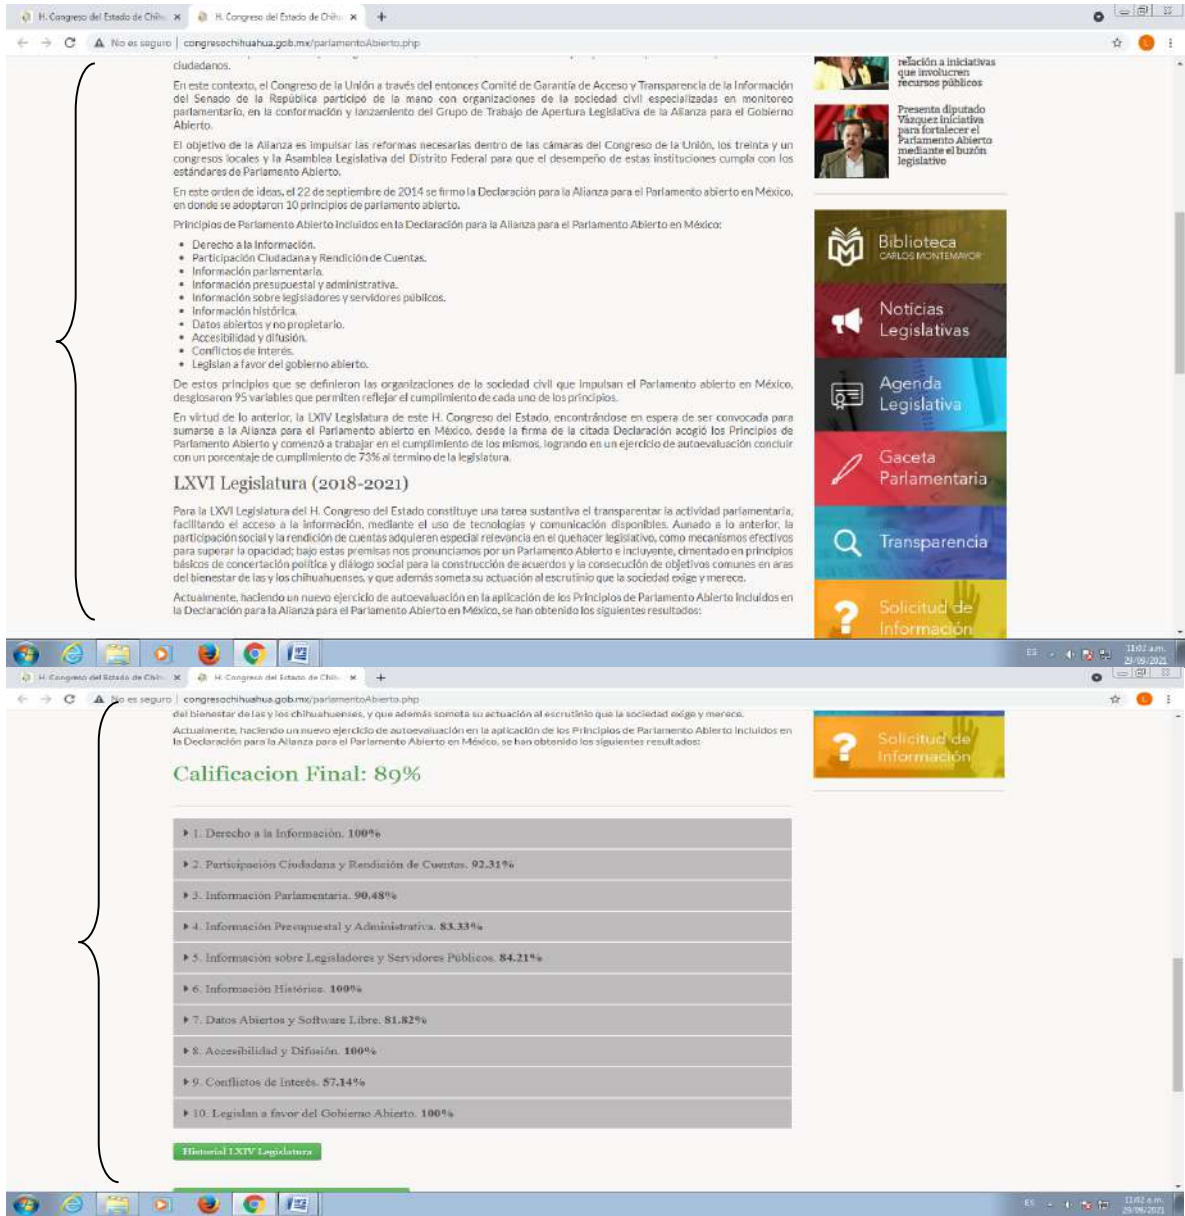 H. Congreso del Estado de Chihu
H. Congreso del Estado de Chihu
No es seguro | congresochihuahua.gob.mx/parlamentoAbierto.php
ciudadanos.
En este contexto, el Congreso de la Unión a través del entonces Comité de Garantía de Acceso y Transparencia de la Información
del Senado de la República participó de la mano con organizaciones de la sociedad civil especializadas en monitoreo
parlamentario, en la conformación y lanzamiento del Grupo de Trabajo de Apertura Legislativa de la Alianza para el Gobierno
Abierto.
El objetivo de la Alianza es impulsar las reformas necesarias dentro de las cámaras del Congreso de la Unión, los treinta y un
congresos locales y la Asamblea Legislativa del Distrito Federal para que el desempeño de estas instituciones cumpla con los
estándares de Parlamento Abierto.
En este orden de ideas, el 22 de septiembre de 2014 se firmo la Declaración para la Alianza para el Parlamento abierto en México,
en donde se adoptaron 10 principios de parlamento abierto.
Principios de Parlamento Abierto incluidos en la Declaración para la Alianza para el Parlamento Abierto en México:
Derecho a la Información.
Participación Ciudadana y Rendición de Cuentas.
Información parlamentaria.
Información presupuestal y administrativa.
Información sobre legisladores y servidores públicos.
Información histórica.
Datos abiertos y no propietario.
Accesibilidad y difusión.
Conflictos de interés.
Legislan a favor del gobierno abierto.
De estos principios que se definieron las organizaciones de la sociedad civil que impulsan el Parlamento abierto en México,
desglosaron 95 variables que permiten reflejar el cumplimiento de cada uno de los principios.
En virtud de lo anterior, la LXIV Legislatura de este H. Congreso del Estado, encontrándose en espera de ser convocada para
sumarse a la Alianza para el Parlamento abierto en México, desde la firma de la citada Declaración acogió los Principios de
Parlamento Abierto y comenzó a trabajar en el cumplimiento de los mismos, logrando en un ejercicio de autoevaluación concluir
con un porcentaje de cumplimiento de 73% al termino de la legislatura.
LXVI Legislatura (2018-2021)
Para la LXVI Legislatura del H. Congreso del Estado constituye una tarea sustantiva el transparentar la actividad parlamentaria,
facilitando el acceso a la información, mediante el uso de tecnologías y comunicación disponibles. Aunado a lo anterior, la
participación social y la rendición de cuentas adquieren especial relevancia en el quehacer legislativo, como mecanismos efectivos
para superar la opacidad; bajo estas premisas nos pronunciamos por un Parlamento Abierto e incluyente, cimentado en principios
básicos de concertación política y diálogo social para la construcción de acuerdos y la consecución de objetivos comunes en aras
del bienestar de las y los chihuahuenses, y que además someta su actuación al escrutinio que la sociedad exige y merece.
Actualmente, haciendo un nuevo ejercicio de autoevaluación en la aplicación de los Principios de Parlamento Abierto incluidos en
la Declaración para la Alianza para el Parlamento Abierto en México, se han obtenido los siguientes resultados:
relación a iniciativas
que involucren
recursos públicos
Presenta diputado
Vázquez iniciativa
para fortalecer el
Parlamento Abierto
mediante el buzón
legislativo
Biblioteca
CARLOS MONTEMAYOR
Noticias
Legislativas
Agenda
Legislativa
Gaceta
Parlamentaria
Transparencia
Solicitud de
Información
ES
11:02 a.m.
29/09/2021
H. Congreso del Estado de Chihu
H. Congreso del Estado de Chihu
No es seguro | congresochihuahua.gob.mx/parlamentoAbierto.php
del bienestar de las y los chihuahuenses, y que además someta su actuación al escrutinio que la sociedad exige y merece.
Actualmente, haciendo un nuevo ejercicio de autoevaluación en la aplicación de los Principios de Parlamento Abierto incluidos en
la Declaración para la Alianza para el Parlamento Abierto en México, se han obtenido los siguientes resultados:
Solicitud de
Información
Calificacion Final: 89%
1. Derecho a la Información. 100%
2. Participación Ciudadana y Rendición de Cuentas. 92.31%
3. Información Parlamentaria. 90.48%
4. Información Presupuestal y Administrativa. 83.33%
5. Información sobre Legisladores y Servidores Públicos. 84.21%
6. Información Histórica. 100%
7. Datos Abiertos y Software Libre. 81.82%
8. Accesibilidad y Difusión. 100%
9. Conflictos de Interés. 57.14%
10. Legislan a favor del Gobierno Abierto. 100%
Historial LXIV Legislatura
ES
11:02 a.m.
29/09/2021